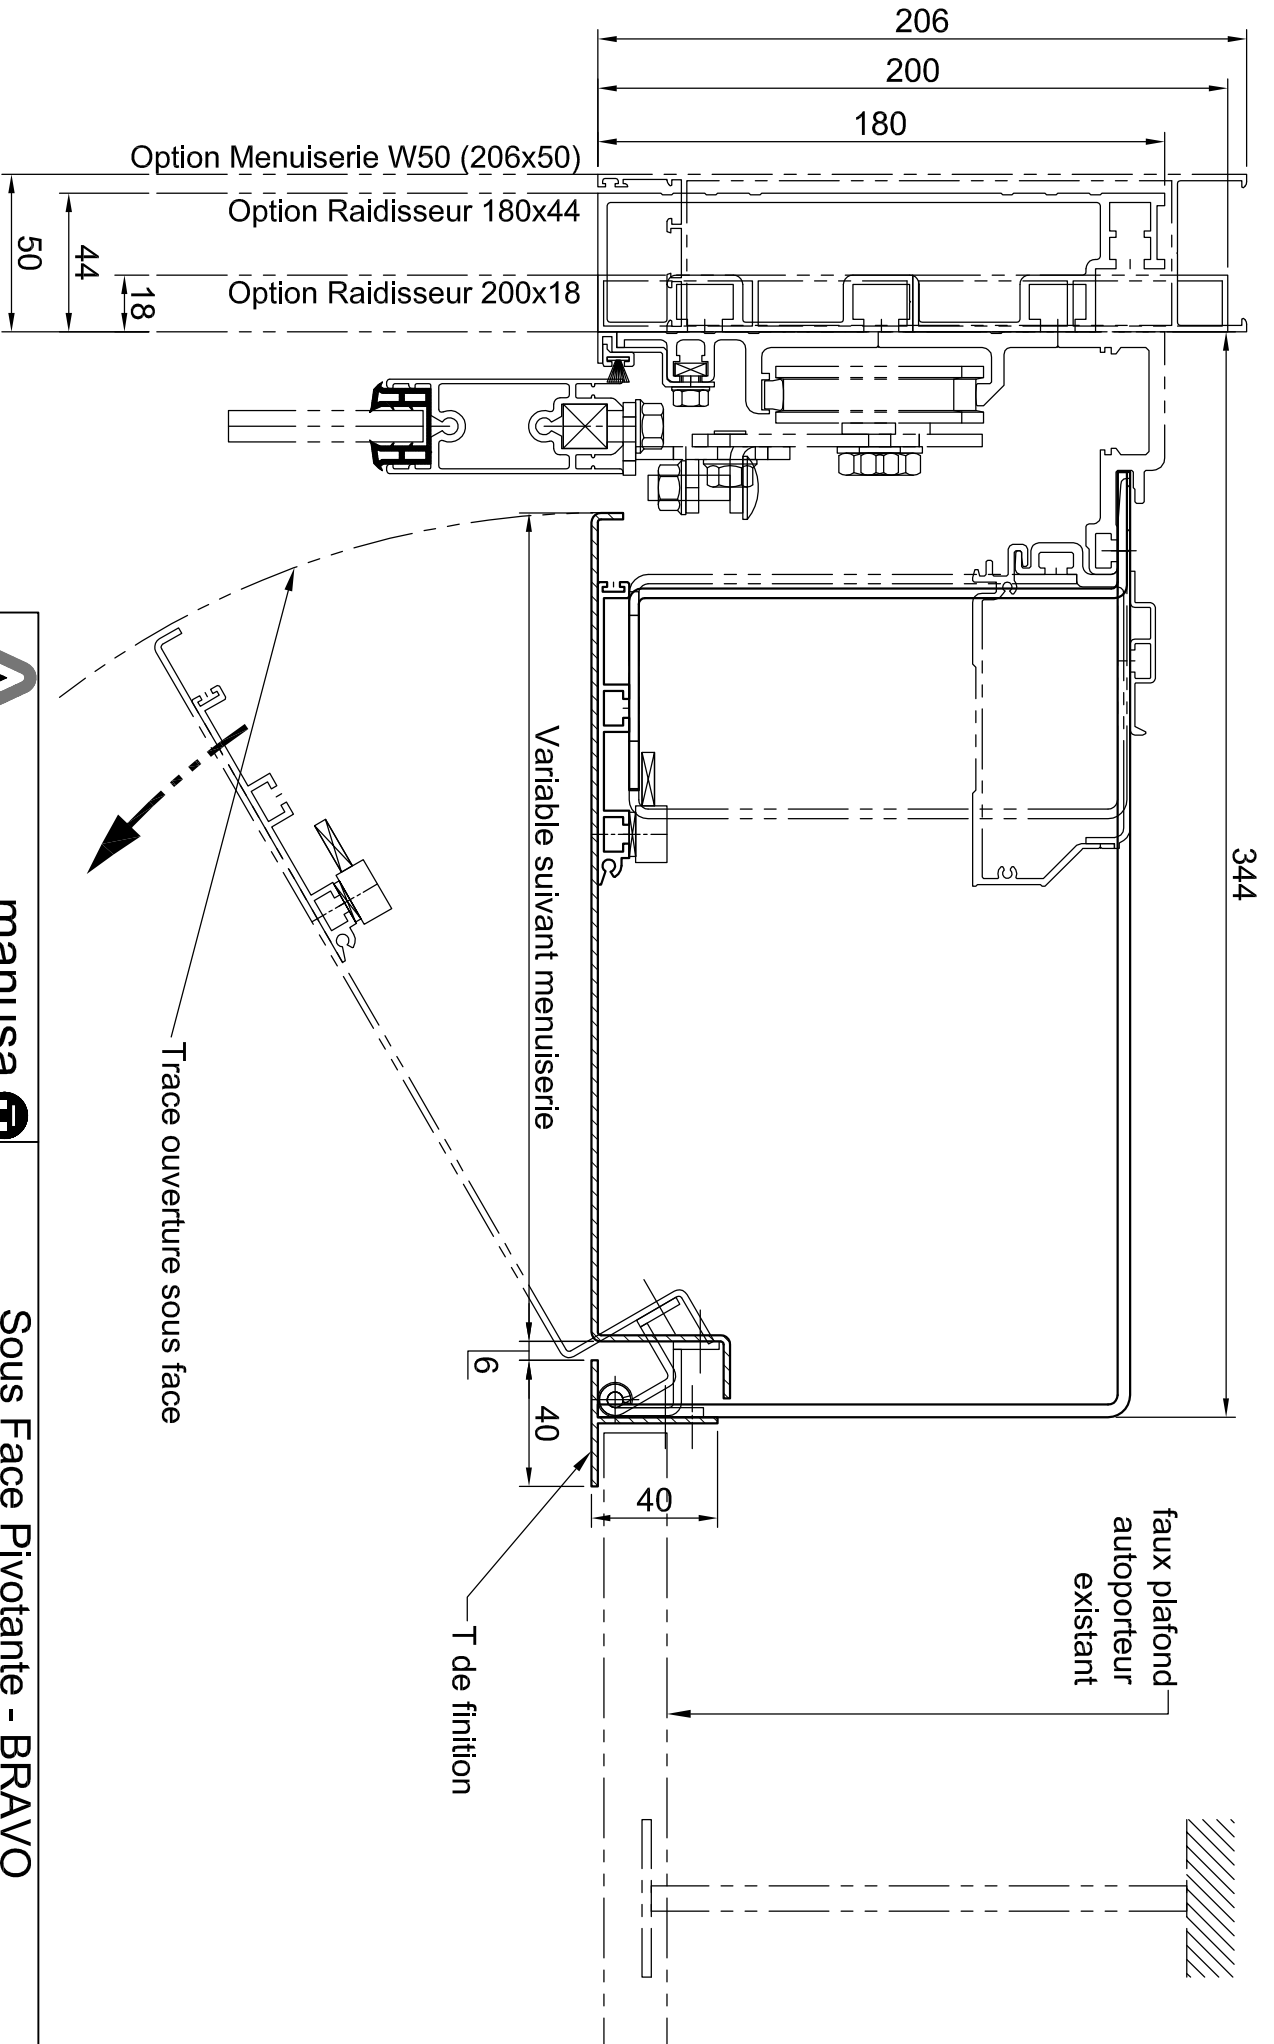 206
200
180
Option Menuiserie W50 (206x50)
Option Raidisseur 180x44
Option Raidisseur 200x18
50
44
18
344
Variable suivant menuiserie
6
40
40
Trace ouverture sous face
T de finition
faux plafond
autoporteur
existant
manusa
Sous Face Pivotante - BRAVO